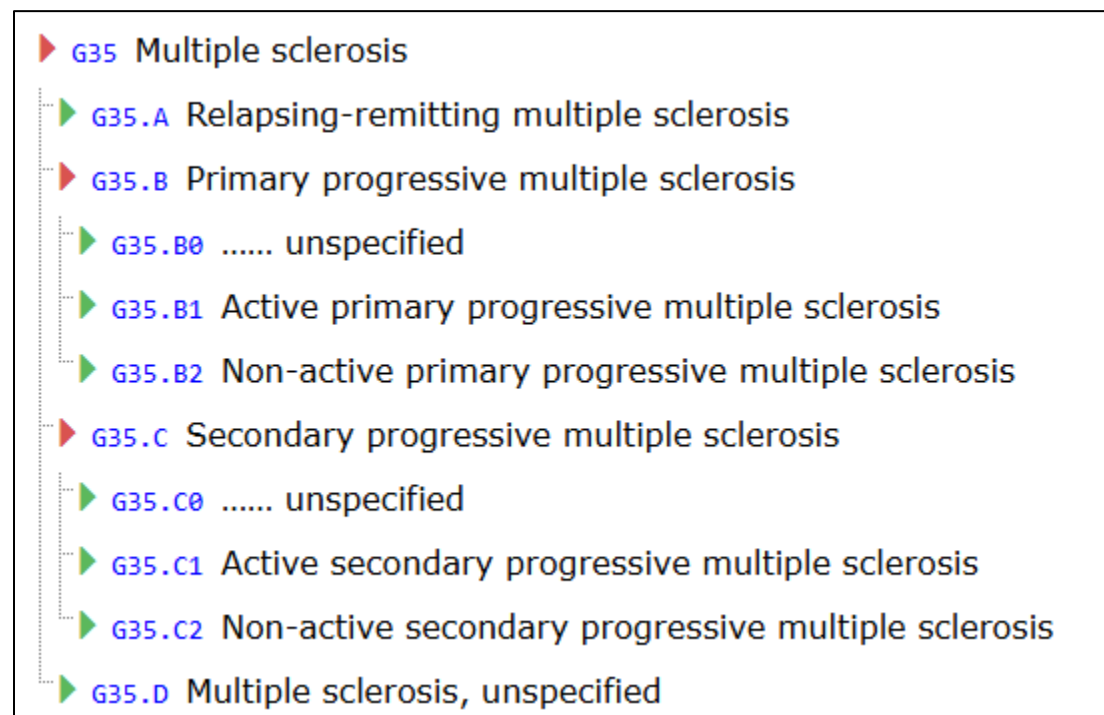 G35 Multiple sclerosis
G35.A Relapsing-remitting multiple sclerosis
G35.B Primary progressive multiple sclerosis
G35.B0 ...... unspecified
G35.B1 Active primary progressive multiple sclerosis
G35.B2 Non-active primary progressive multiple sclerosis
G35.C Secondary progressive multiple sclerosis
G35.C0 ...... unspecified
G35.C1 Active secondary progressive multiple sclerosis
G35.C2 Non-active secondary progressive multiple sclerosis
G35.D Multiple sclerosis, unspecified